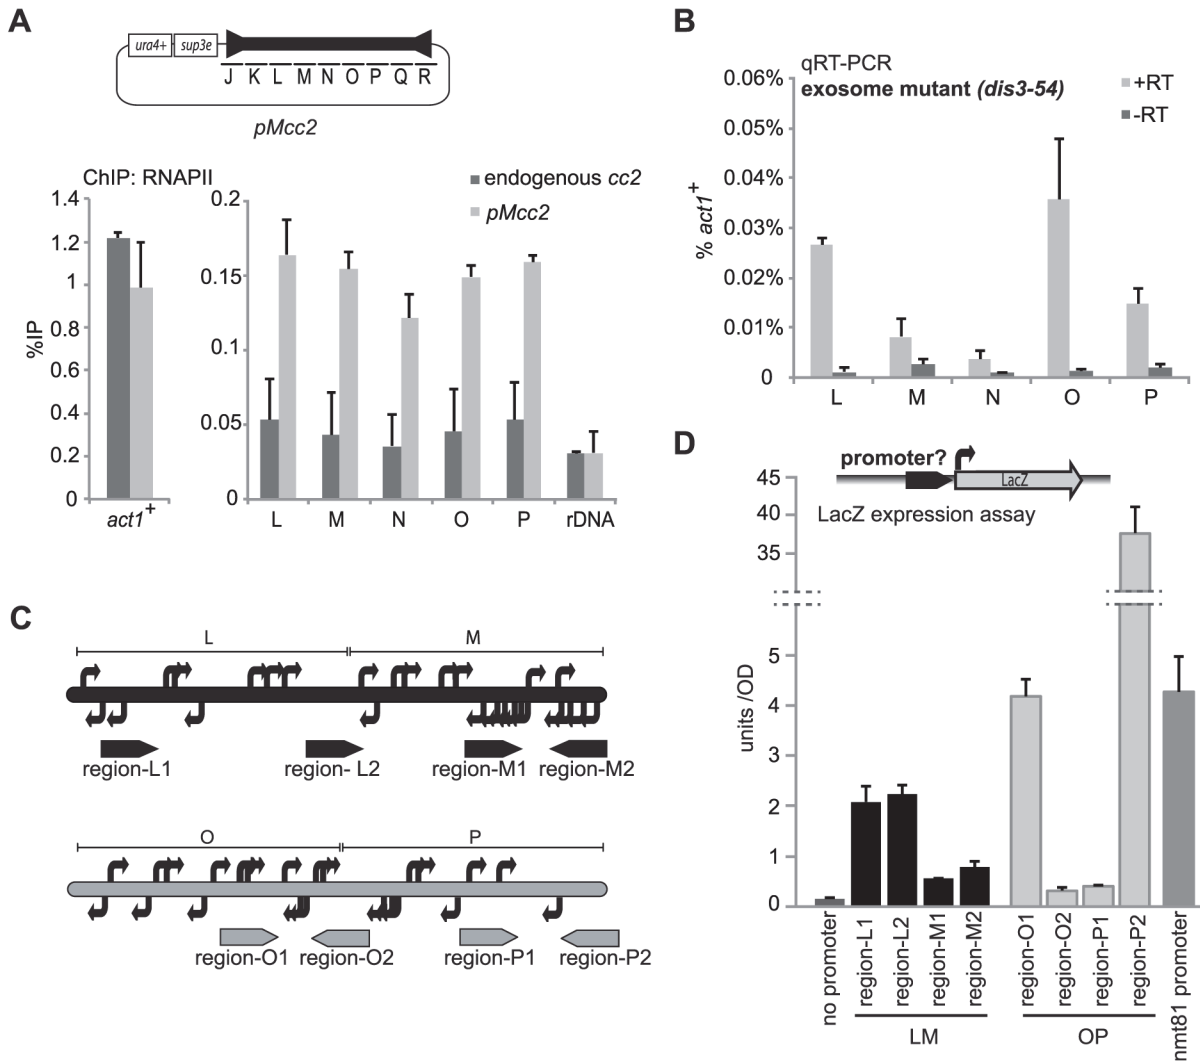 A
ura4+ sup3e
J K L M N O P Q R
pMcc2
ChIP: RNAPII
endogenous cc2
pMcc2
%IP
1.4
1.2
1
0.8
0.6
0.4
0.2
0
act1+
0.2
0.15
0.1
0.05
0
L M N O P rDNA
B
qRT-PCR
exosome mutant (dis3-54)
+RT
-RT
% act1+
0.06%
0.05%
0.04%
0.03%
0.02%
0.01%
0
L M N O P
C
L M
region-L1 region- L2 region-M1 region-M2
O P
region-O1 region-O2 region-P1 region-P2
D
promoter?
LacZ
LacZ expression assay
units /OD
45
40
35
5
4
3
2
1
0
no promoter
region-L1
region-L2
region-M1
region-M2
region-O1
region-O2
region-P1
region-P2
nmt81 promoter
LM OP